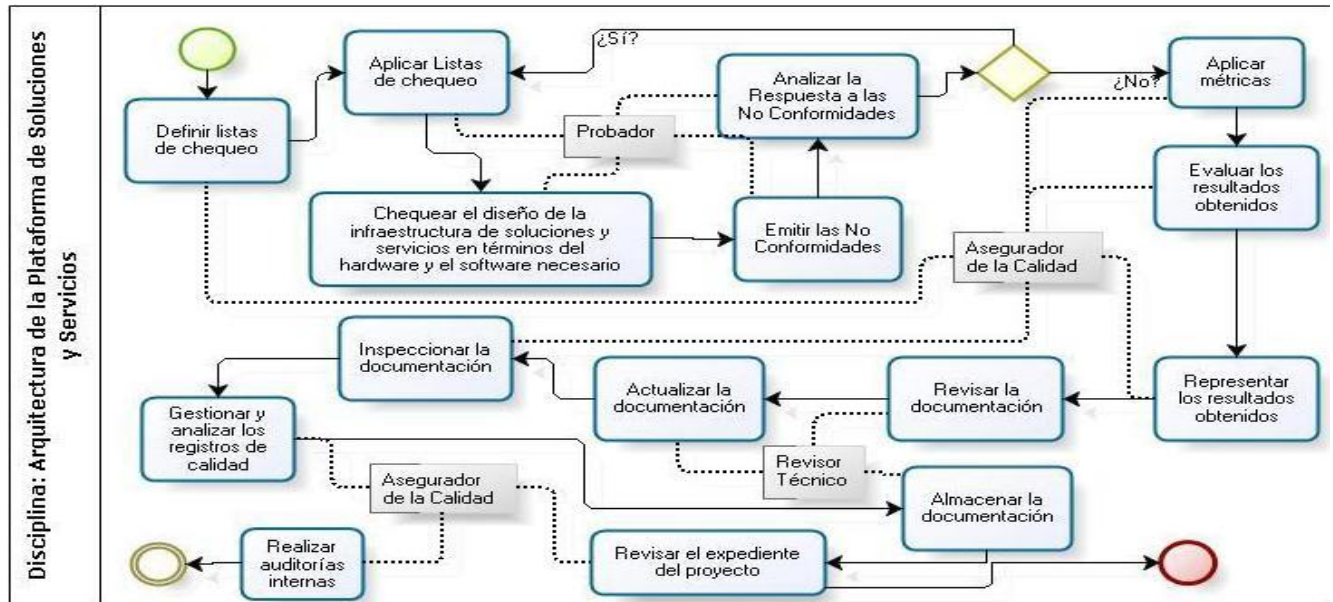 Disciplina: Arquitectura de la Plataforma de Soluciones
y Servicios
Definir listas
de chequeo
Aplicar Listas
de chequeo
¿Sí?
Probador
Chequear el diseño de la
infraestructura de soluciones y
servicios en términos del
hardware y el software necesario
Emitir las No
Conformidades
Analizar la
Respuesta a las
No Conformidades
¿No?
Aplicar
métricas
Evaluar los
resultados
obtenidos
Asegurador
de la Calidad
Representar
los resultados
obtenidos
Revisar la
documentación
Actualizar la
documentación
Inspeccionar la
documentación
Gestionar y
analizar los
registros de
calidad
Revisor
Técnico
Asegurador
de la Calidad
Almacenar la
documentación
Realizar
auditorías
internas
Revisar el expediente
del proyecto